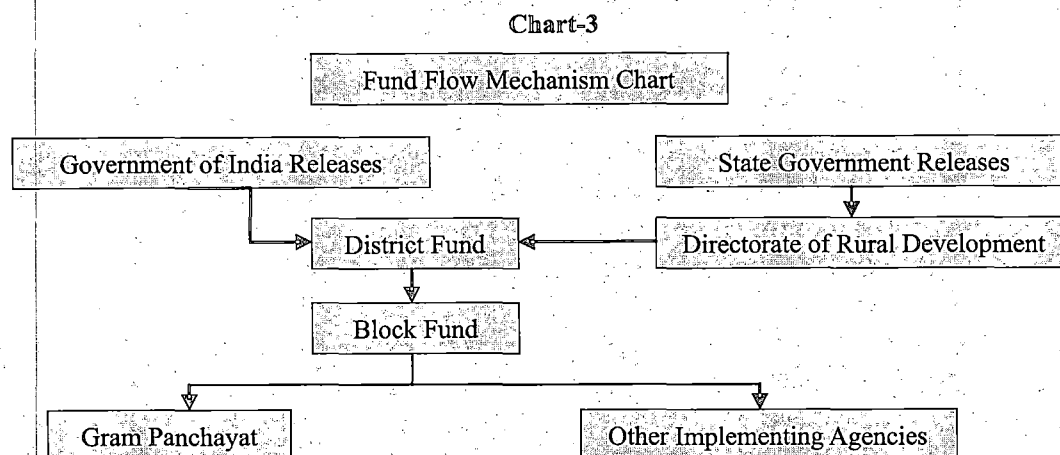 Chart-3
Fund Flow Mechanism Chart
Government of India Releases
State Government Releases
District Fund
Directorate of Rural Development
Block Fund
Gram Panchayat
Other Implementing Agencies